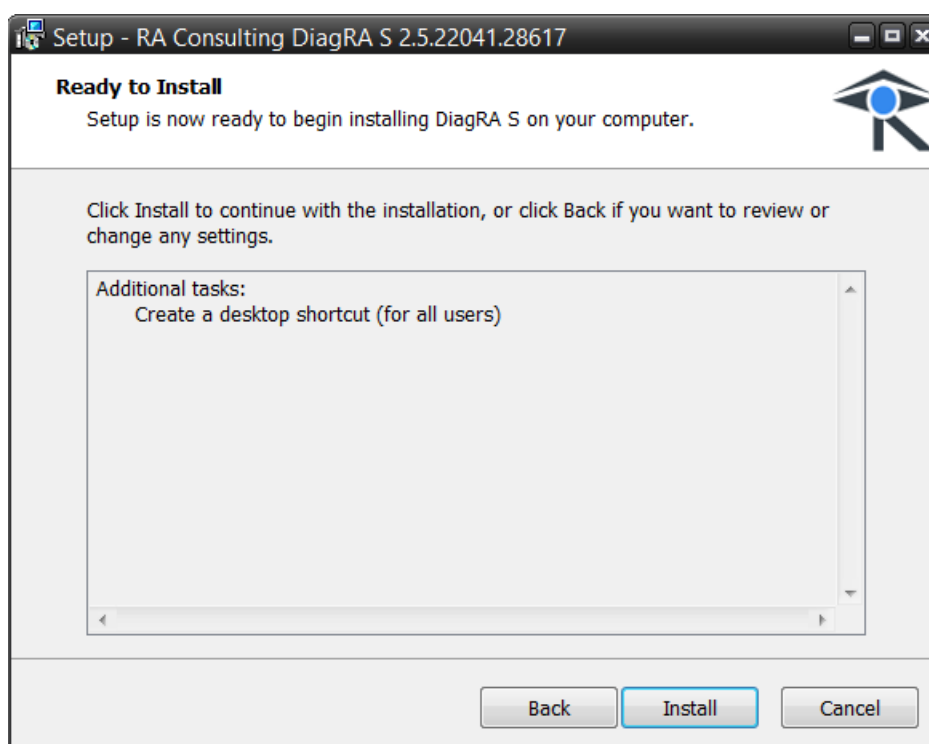 Setup - RA Consulting DiagRA S 2.5.22041.28617
Ready to Install
Setup is now ready to begin installing DiagRA S on your computer.
Click Install to continue with the installation, or click Back if you want to review or
change any settings.
Additional tasks:
Create a desktop shortcut (for all users)
Back
Install
Cancel